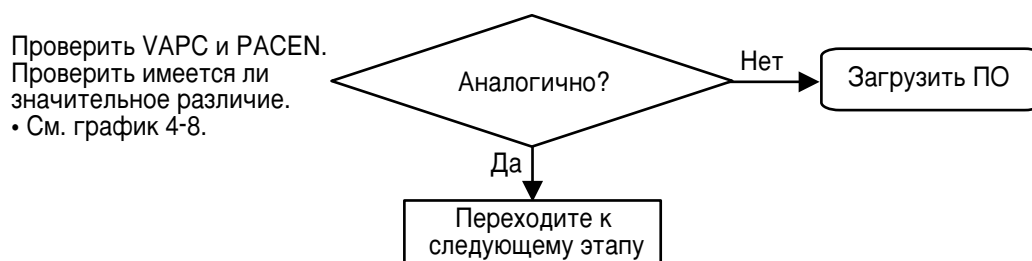 Проверить VAPC и PACEN.
Проверить имеется ли
значительное различие.
• См. график 4-8.
Аналогично?
Нет
Загрузить ПО
Да
Переходите к
следующему этапу